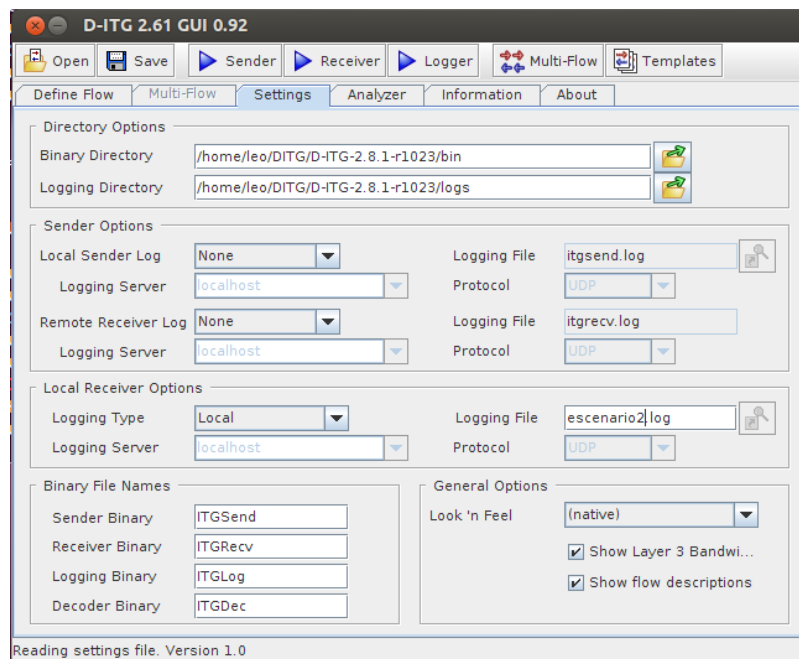 D-ITG 2.61 GUI 0.92
Open Save Sender Receiver Logger Multi-Flow Templates
Define Flow Multi-Flow Settings Analyzer Information About
Directory Options
Binary Directory /home/leo/DITG/D-ITG-2.8.1-r1023/bin
Logging Directory /home/leo/DITG/D-ITG-2.8.1-r1023/logs
Sender Options
Local Sender Log None Logging File itgsend.log
Logging Server localhost Protocol UDP
Remote Receiver Log None Logging File itgrecv.log
Logging Server localhost Protocol UDP
Local Receiver Options
Logging Type Local Logging File escenario2.log
Logging Server localhost Protocol UDP
Binary File Names
Sender Binary ITGSend
Receiver Binary ITGRecv
Logging Binary ITGLog
Decoder Binary ITGDec
General Options
Look 'n Feel (native)
Show Layer 3 Bandwi...
Show flow descriptions
Reading settings file. Version 1.0